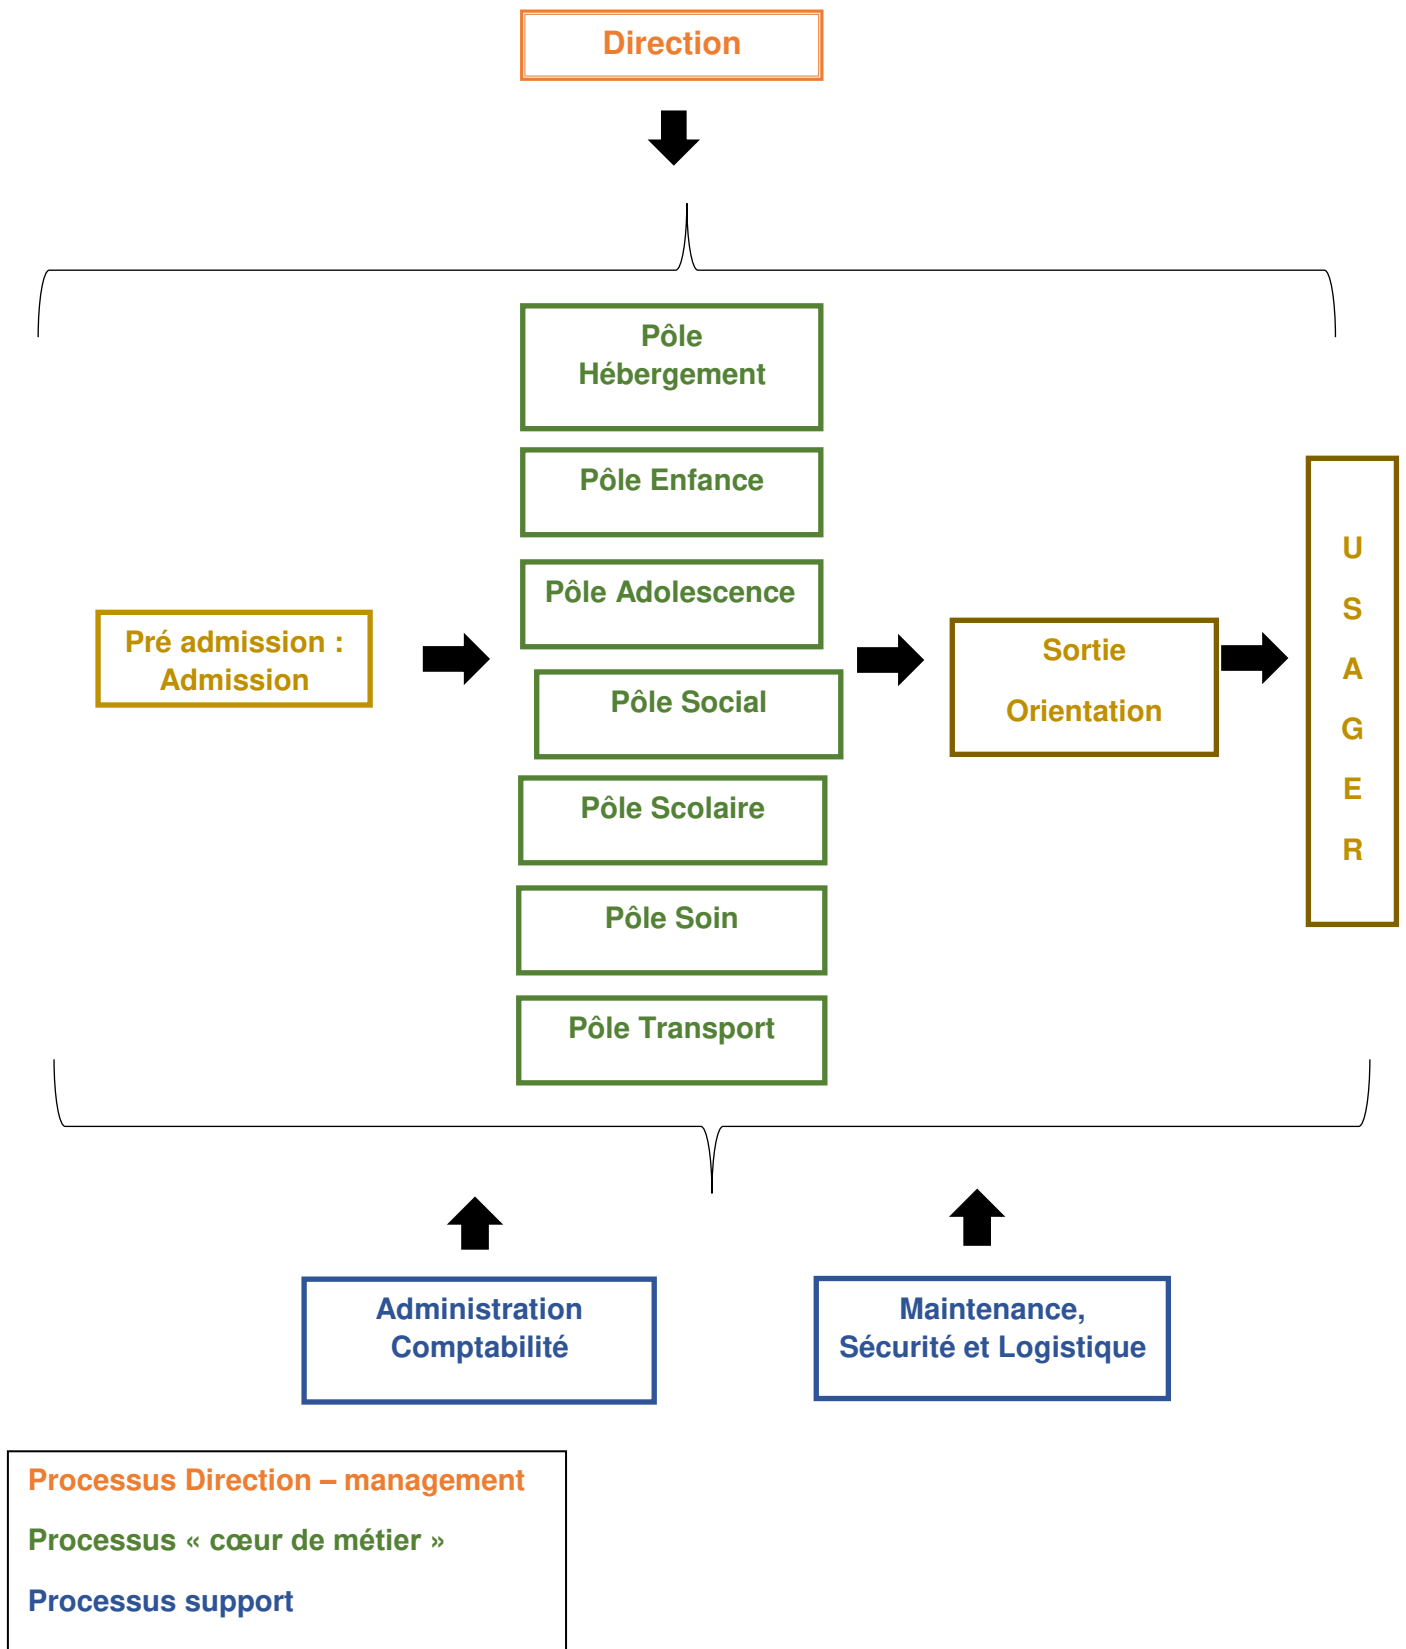 Direction
Pôle
Hébergement
Pôle Enfance
Pôle Adolescence
Pré admission :
Admission
Pôle Social
Pôle Scolaire
Pôle Soin
Pôle Transport
Sortie
Orientation
U
S
A
G
E
R
Administration
Comptabilité
Maintenance,
Sécurité et Logistique
Processus Direction – management
Processus « cœur de métier »
Processus support